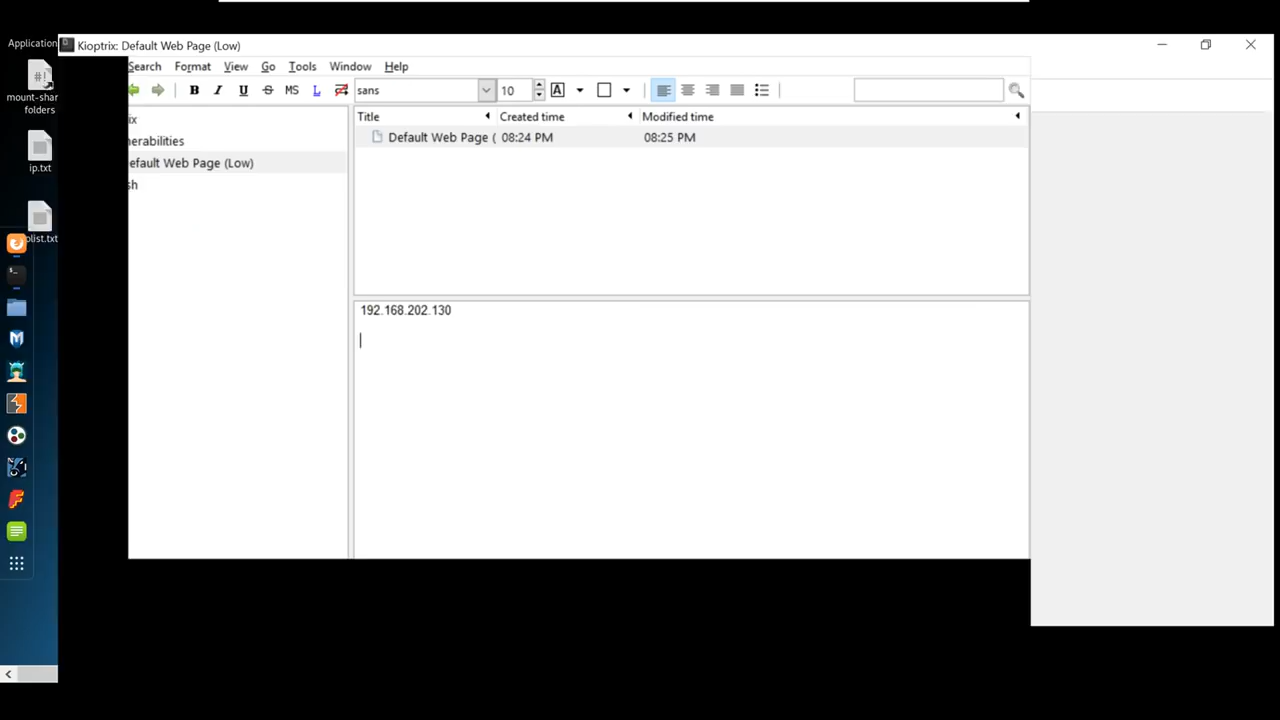 Application
Kioptrix: Default Web Page (Low)
Search Format View Go Tools Window Help
B I U S MS L sans 10 A
#!
mount-shar
folders
ip.txt
plist.txt
ix
nerabilities
efault Web Page (Low)
sh
Title Created time Modified time
Default Web Page ( 08:24 PM 08:25 PM
192.168.202.130